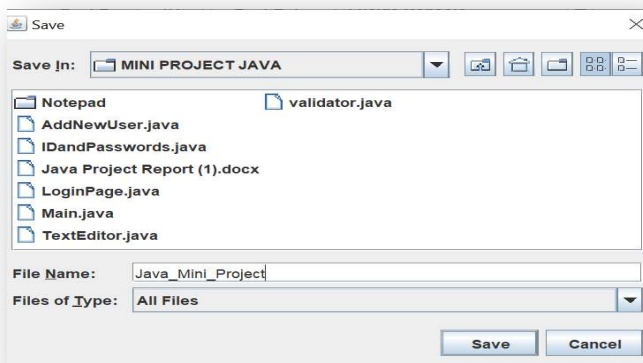 Save
Save In: MINI PROJECT JAVA
Notepad validator.java
AddNewUser.java
IDandPasswords.java
Java Project Report (1).docx
LoginPage.java
Main.java
TextEditor.java
File Name: Java_Mini_Project
Files of Type: All Files
Save Cancel